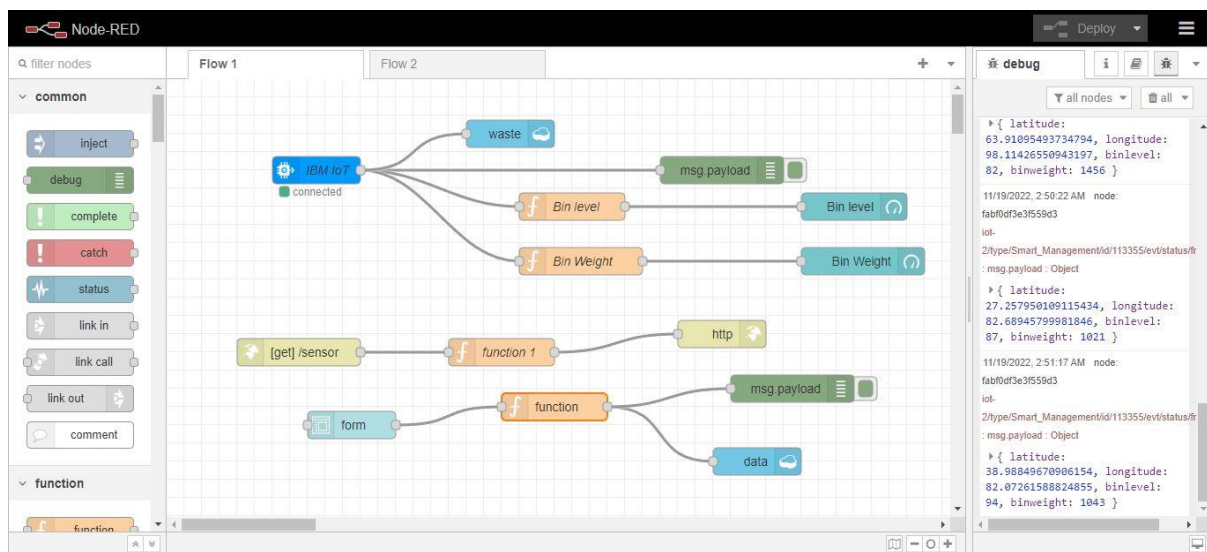 Node-RED
Deploy
filter nodes
Flow 1
Flow 2
debug
i
all nodes
all
common
inject
debug
complete
catch
status
link in
link call
link out
comment
function
function
waste
IBM IoT
connected
msg.payload
Bin level
Bin level
Bin Weight
Bin Weight
[get] /sensor
function 1
http
form
function
msg.payload
data
{ latitude:
63.91095493734794, longitude:
98.11426550943197, binlevel:
82, binweight: 1456 }
11/19/2022, 2:50:22 AM node:
fabf0df3e3f559d3
iot-
2/type/Smart_Management/id/113355/evt/status/fr
: msg.payload : Object
{ latitude:
27.257950109115434, longitude:
82.68945799981846, binlevel:
87, binweight: 1021 }
11/19/2022, 2:51:17 AM node:
fabf0df3e3f559d3
iot-
2/type/Smart_Management/id/113355/evt/status/fr
: msg.payload : Object
{ latitude:
38.98849670906154, longitude:
82.07261588824855, binlevel:
94, binweight: 1043 }